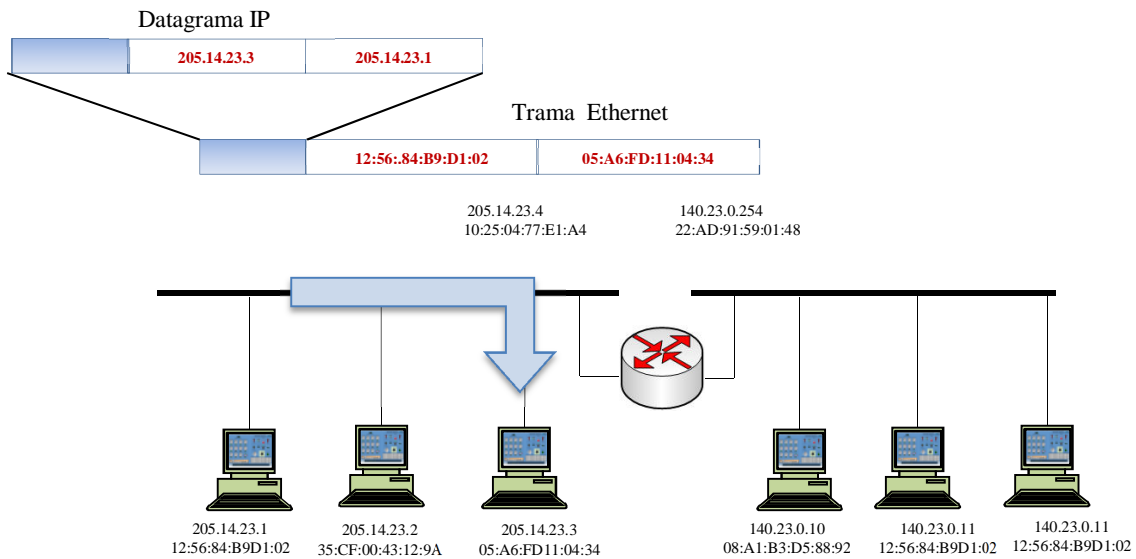 Datagrama IP
205.14.23.3 205.14.23.1
Trama Ethernet
12:56:.84:B9:D1:02 05:A6:FD:11:04:34
205.14.23.4 140.23.0.254
10:25:04:77:E1:A4 22:AD:91:59:01:48
205.14.23.1 205.14.23.2 205.14.23.3 140.23.0.10 140.23.0.11 140.23.0.11
12:56:84:B9D1:02 35:CF:00:43:12:9A 05:A6:FD11:04:34 08:A1:B3:D5:88:92 12:56:84:B9D1:02 12:56:84:B9D1:02